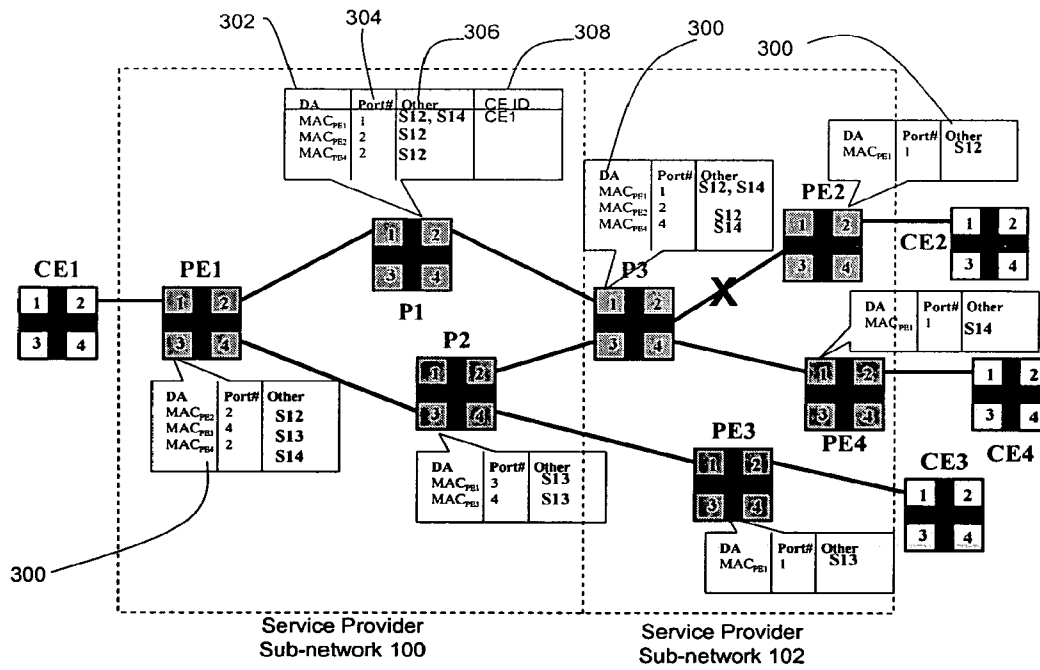 302
304
306
308
300
300
DA Port# Other CE ID
MACPE1 1 S12, S14 CE1
MACPE2 2 S12
MACPE4 2 S12
DA Port# Other
MACPE1 1 S12, S14
MACPE2 2 S12
MACPE4 4 S14
DA Port# Other
MACPE1 1 S12
PE2
1 2
3 4
CE2
1 2
3 4
1 2
3 4
P1
CE1
1 2
3 4
PE1
1 2
3 4
P3
1 2
3 4
X
DA Port# Other
MACPE1 1 S14
P2
1 2
3 4
1 2
3 4
PE4
1 2
3 4
CE4
DA Port# Other
MACPE2 2 S12
MACPE3 4 S13
MACPE4 2 S14
DA Port# Other
MACPE1 3 S13
MACPE3 4 S13
PE3
1 2
3 4
CE3
1 2
3 4
DA Port# Other
MACPE1 1 S13
300
Service Provider
Sub-network 100
Service Provider
Sub-network 102